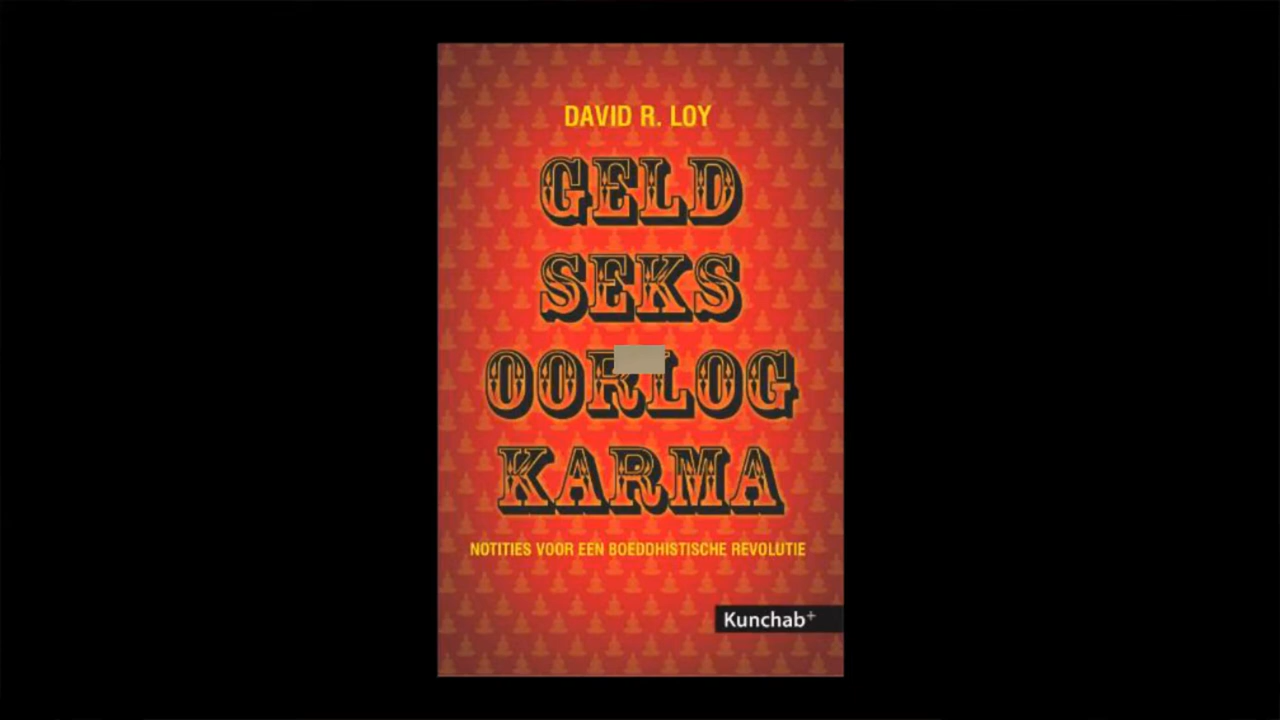 DAVID R. LOY
GELD
SEKS
OORLOG
KARMA
NOTITIES VOOR EEN BOEDDHISTISCHE REVOLUTIE
Kunchab+